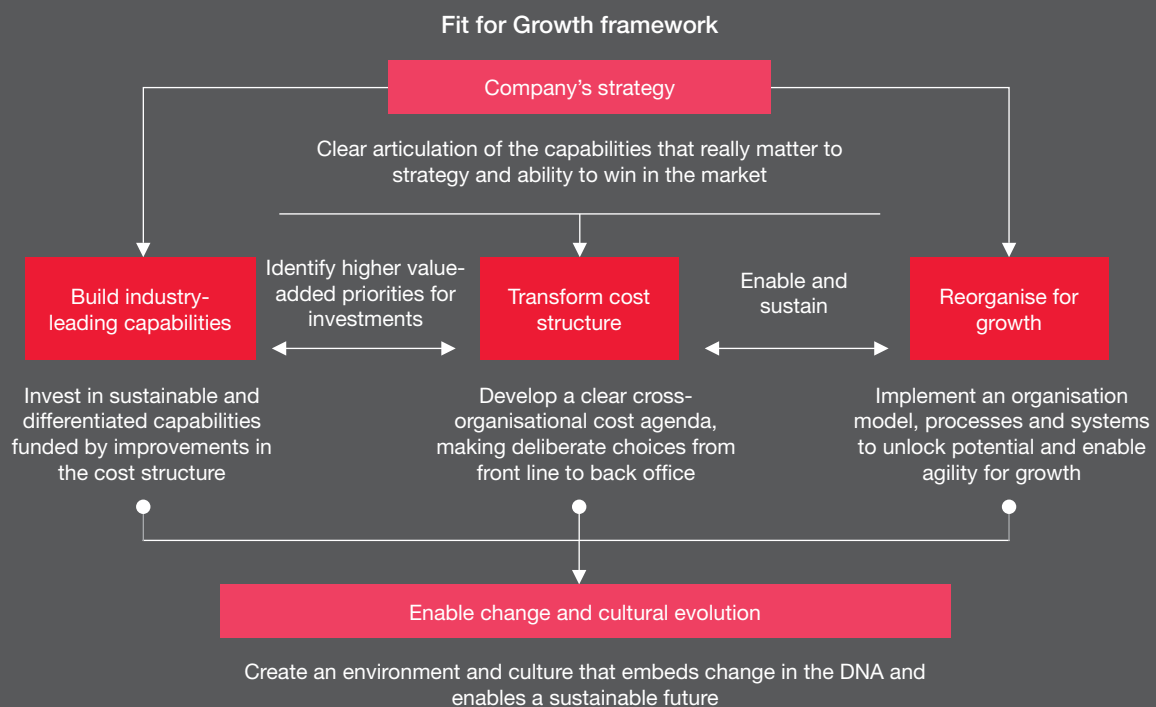 Fit for Growth framework
Company's strategy
Clear articulation of the capabilities that really matter to
strategy and ability to win in the market
Build industry-
leading capabilities
Identify higher value-
added priorities for
investments
Transform cost
structure
Enable and
sustain
Reorganise for
growth
Invest in sustainable and
differentiated capabilities
funded by improvements in
the cost structure
Develop a clear cross-
organisational cost agenda,
making deliberate choices from
front line to back office
Implement an organisation
model, processes and systems
to unlock potential and enable
agility for growth
Enable change and cultural evolution
Create an environment and culture that embeds change in the DNA and
enables a sustainable future